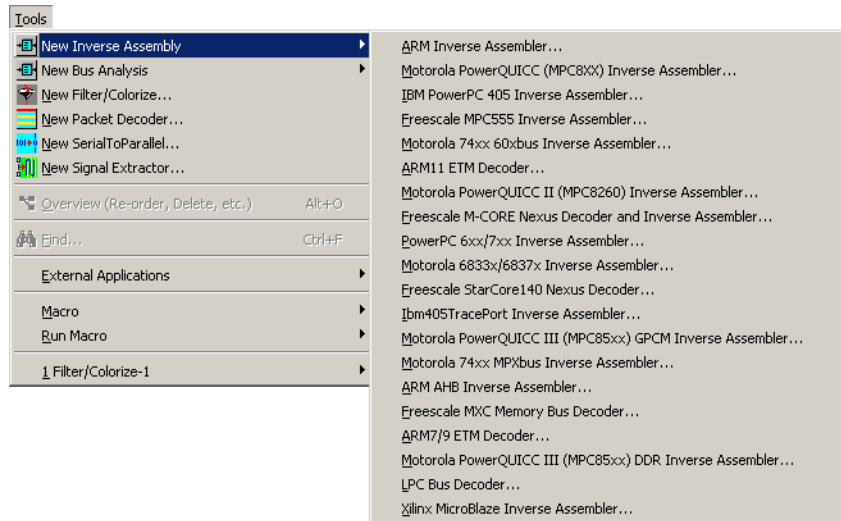 Tools
New Inverse Assembly
New Bus Analysis
New Filter/Colorize...
New Packet Decoder...
New SerialToParallel...
New Signal Extractor...
Overview (Re-order, Delete, etc.) Alt+O
Find... Ctrl+F
External Applications
Macro
Run Macro
1 Filter/Colorize-1
ARM Inverse Assembler...
Motorola PowerQUICC (MPC8XX) Inverse Assembler...
IBM PowerPC 405 Inverse Assembler...
Freescale MPC555 Inverse Assembler...
Motorola 74xx 60xbus Inverse Assembler...
ARM11 ETM Decoder...
Motorola PowerQUICC II (MPC8260) Inverse Assembler...
Freescale M-CORE Nexus Decoder and Inverse Assembler...
PowerPC 6xx/7xx Inverse Assembler...
Motorola 6833x/6837x Inverse Assembler...
Freescale StarCore140 Nexus Decoder...
Ibm405TracePort Inverse Assembler...
Motorola PowerQUICC III (MPC85xx) GPCM Inverse Assembler...
Motorola 74xx MPXbus Inverse Assembler...
ARM AHB Inverse Assembler...
Freescale MXC Memory Bus Decoder...
ARM7/9 ETM Decoder...
Motorola PowerQUICC III (MPC85xx) DDR Inverse Assembler...
LPC Bus Decoder...
Xilinx MicroBlaze Inverse Assembler...